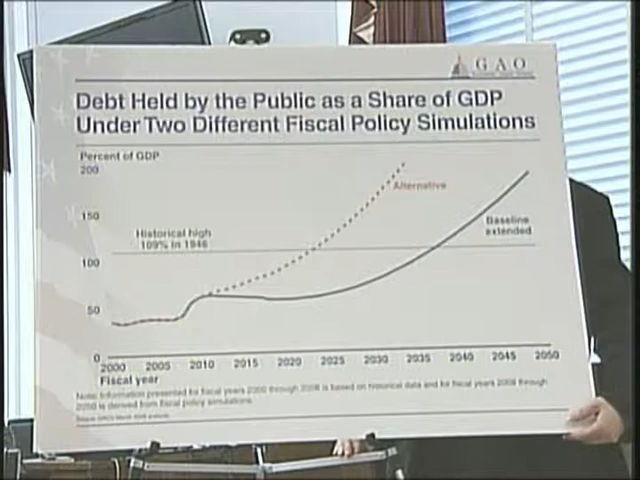 GAO
Debt Held by the Public as a Share of GDP
Under Two Different Fiscal Policy Simulations
Percent of GDP
200
Alternative
150
Baseline
extended
Historical high
109% in 1946
100
50
0
2000 2005 2010 2015 2020 2025 2030 2035 2040 2045 2050
Fiscal year
Note: Information presented for fiscal years 2000 through 2008 is based on historical data and for fiscal years 2009 through
2050 is derived from fiscal policy simulations.